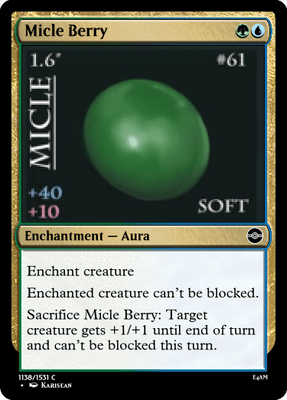 Micle Berry
1.6" #61
MICLE
+40
+10
SOFT
Enchantment — Aura
Enchant creature
Enchanted creature can't be blocked.
Sacrifice Micle Berry: Target
creature gets +1/+1 until end of turn
and can't be blocked this turn.
1138/1531 C E4AM
• Karisean